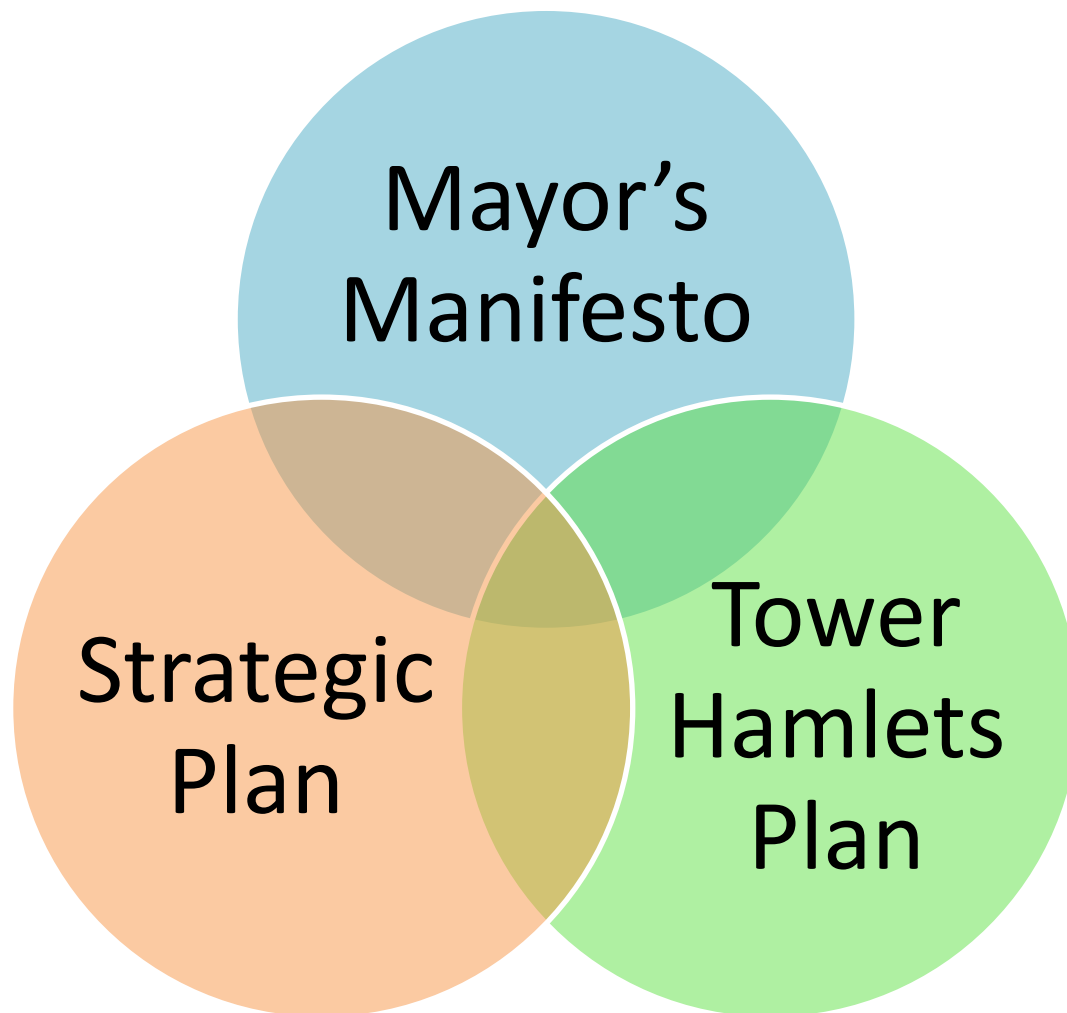 Mayor’s
Manifesto
Strategic
Plan
Tower
Hamlets
Plan